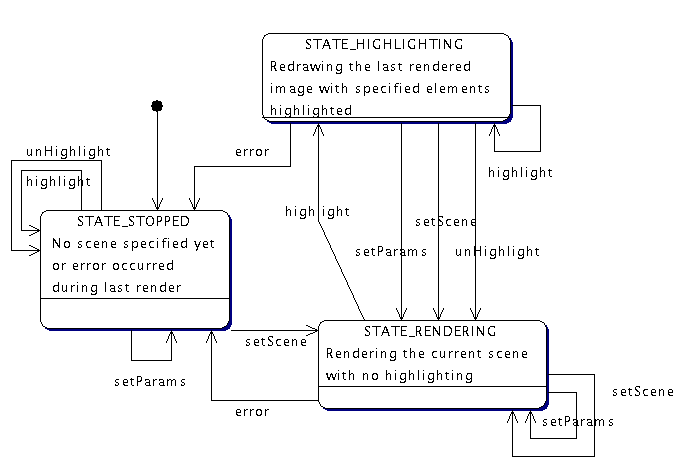 STATE_HIGHLIGHTING
Redrawing the last rendered
image with specified elements
highlighted
error
unHighlight
highlight
highlight
highlight
STATE_STOPPED
No scene specified yet
or error occurred
during last render
setScene
setParams
unHighlight
STATE_RENDERING
Rendering the current scene
with no highlighting
setScene
setParams
error
setScene
setParams